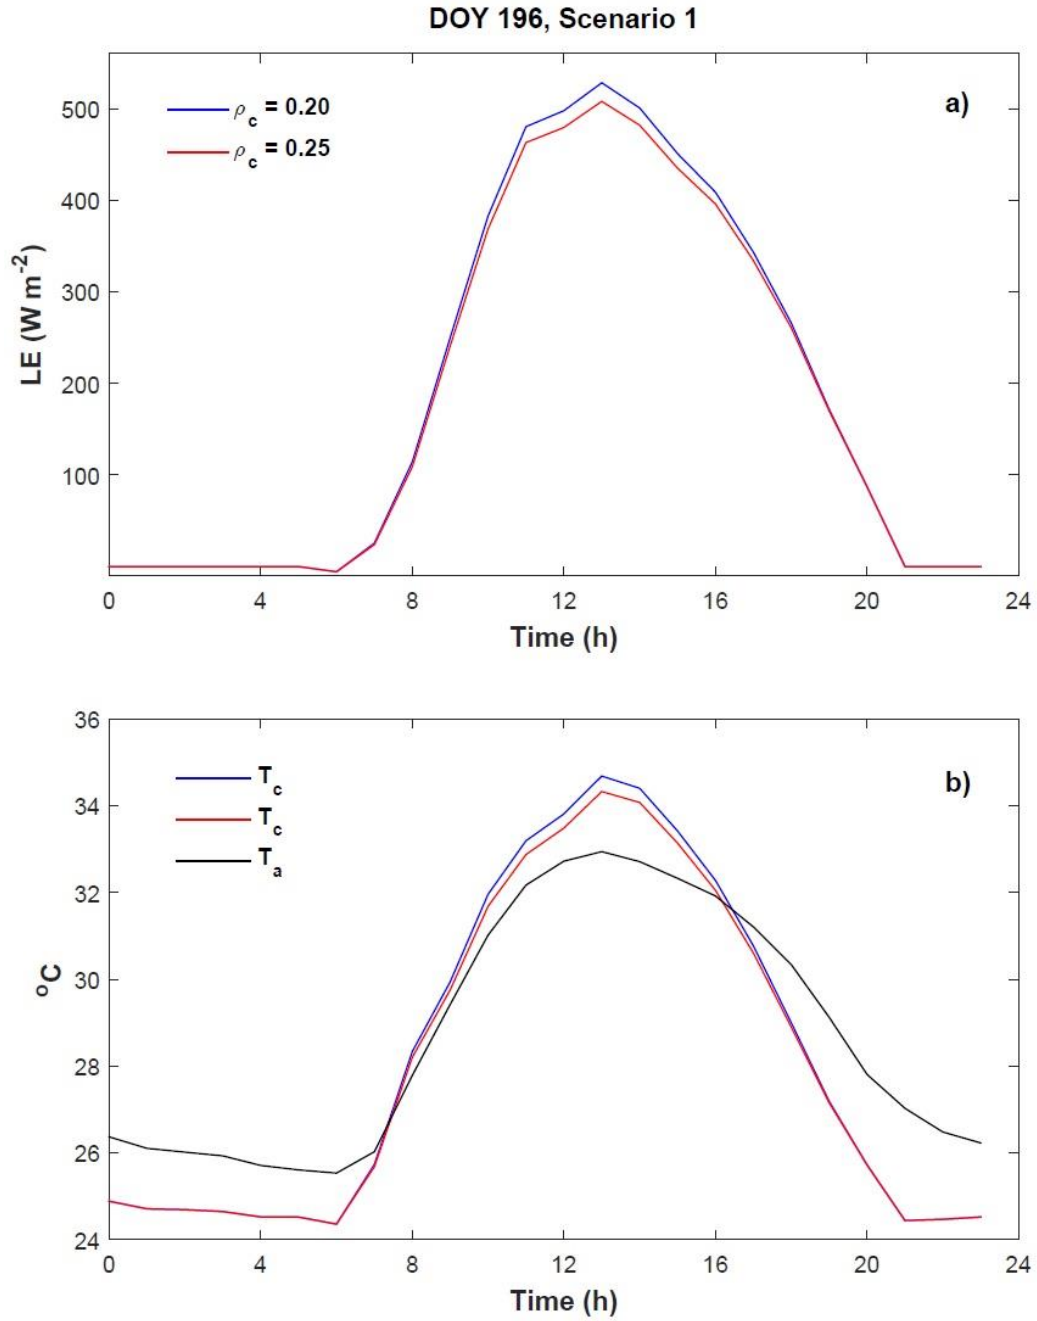 DOY 196, Scenario 1
a)
ρc = 0.20
ρc = 0.25
500
400
300
200
100
LE (W m-2)
0 4 8 12 16 20 24
Time (h)
b)
Tc
Tc
Ta
36
34
32
30
28
26
24
oC
0 4 8 12 16 20 24
Time (h)